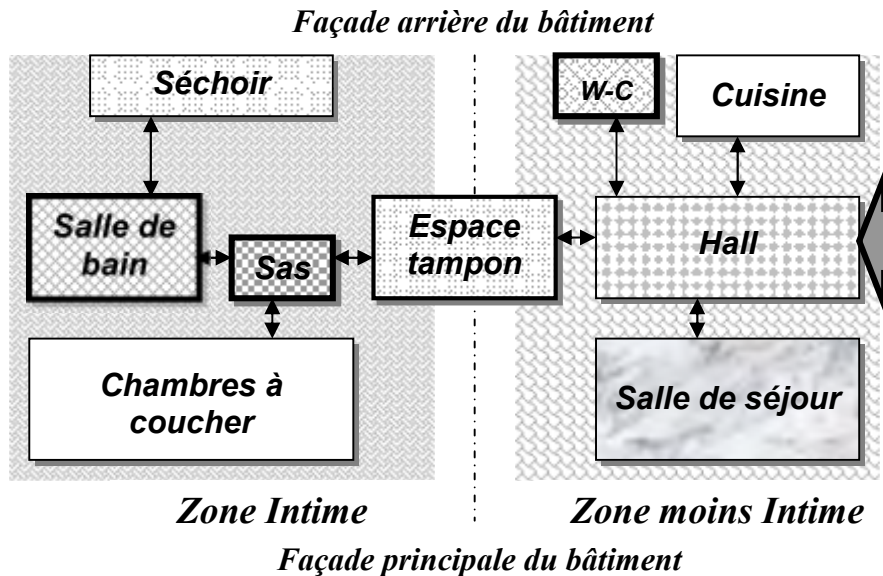 Façade arrière du bâtiment
Séchoir
W-C
Cuisine
Salle de
bain
Sas
Espace
tampon
Hall
Chambres à
coucher
Salle de séjour
Zone Intime
Zone moins Intime
Façade principale du bâtiment